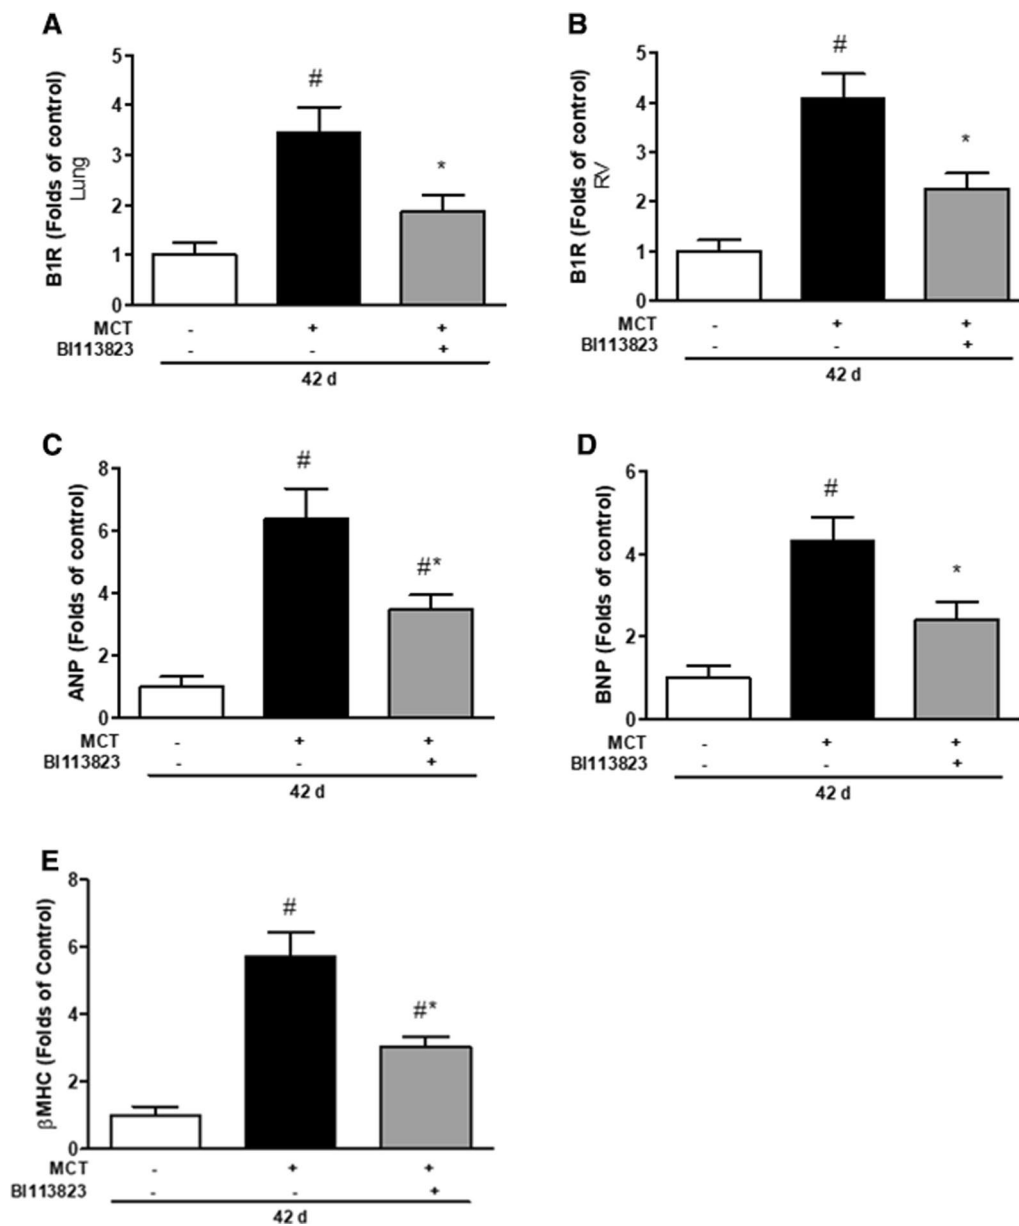 A
B1R (Folds of control)
Lung
5
4
3
2
1
0
#
*
MCT - + +
BI113823 - - +
42 d
B
B1R (Folds of control)
RV
5
4
3
2
1
0
#
*
MCT - + +
BI113823 - - +
42 d
C
ANP (Folds of control)
8
6
4
2
0
#
#*
MCT - + +
BI113823 - - +
42 d
D
BNP (Folds of control)
6
4
2
0
#
*
MCT - + +
BI113823 - - +
42 d
E
βMHC (Folds of Control)
8
6
4
2
0
#
#*
MCT - + +
BI113823 - - +
42 d